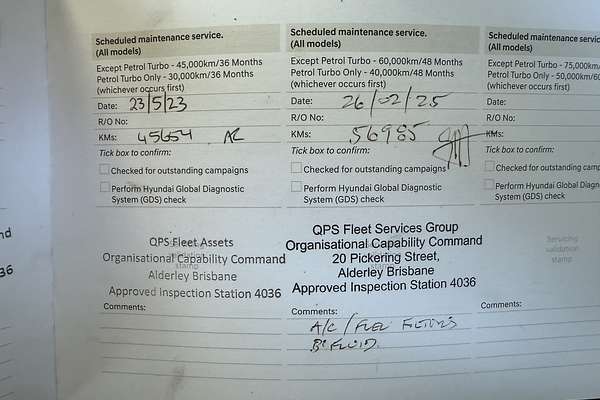 Scheduled maintenance service.
(All models)
Except Petrol Turbo - 45,000km/36 Months
Petrol Turbo Only - 30,000km/36 Months
(whichever occurs first)
Date: 23/5/23
R/O No:
KMs: 45654
Tick box to confirm:
Checked for outstanding campaigns
Perform Hyundai Global Diagnostic
System (GDS) check
QPS Fleet Assets
Organisational Capability Command
stamp
Alderley Brisbane
Approved Inspection Station 4036
Comments:
Scheduled maintenance service.
(All models)
Except Petrol Turbo - 60,000km/48 Months
Petrol Turbo Only - 40,000km/48 Months
(whichever occurs first)
Date: 26/02/25
R/O No:
KMs: 56985
Tick box to confirm:
Checked for outstanding campaigns
Perform Hyundai Global Diagnostic
System (GDS) check
QPS Fleet Services Group
Organisational Capability Command
20 Pickering Street,
Alderley Brisbane
Approved Inspection Station 4036
Comments:
A/C / FUEL FILTERS
FLUID.
Scheduled maintenance service.
(All models)
Except Petrol Turbo - 75,000km/
Petrol Turbo Only - 50,000km/60
(whichever occurs first)
Date:
R/O No:
KMs:
Tick box to confirm:
Checked for outstanding
Perform Hyundai Global
System (GDS) check
Servicing
validation
stamp
Comments:
36